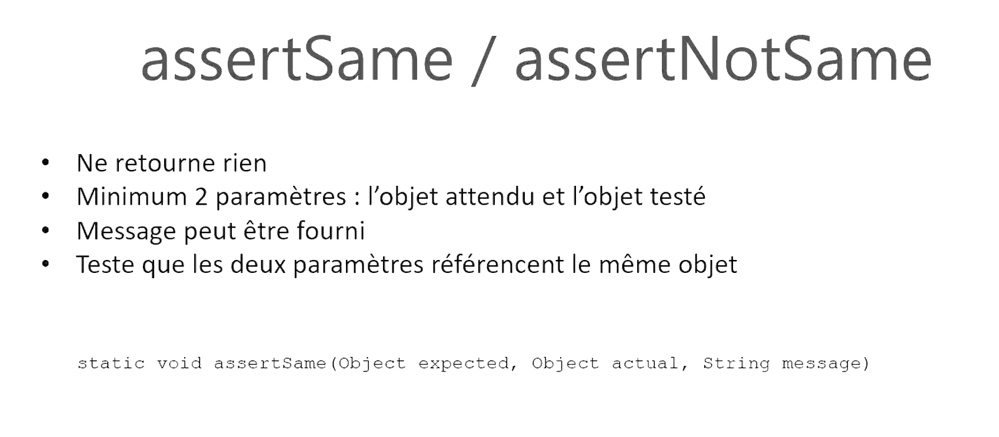 assertSame / assertNotSame
• Ne retourne rien
• Minimum 2 paramètres : l’objet attendu et l’objet testé
• Message peut être fourni
• Teste que les deux paramètres référencent le même objet
static void assertSame(Object expected, Object actual, String message)